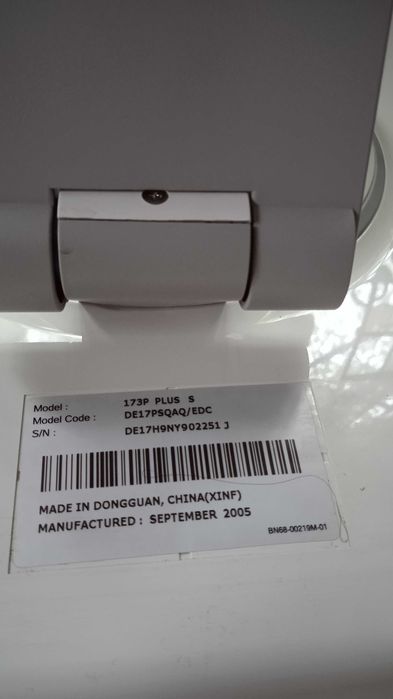 Model : 173P PLUS S
Model Code : DE17PSQAQ/EDC
S/N : DE17H9NY902251 J
MADE IN DONGGUAN, CHINA(XINF)
MANUFACTURED : SEPTEMBER 2005
BN68-00219M-01